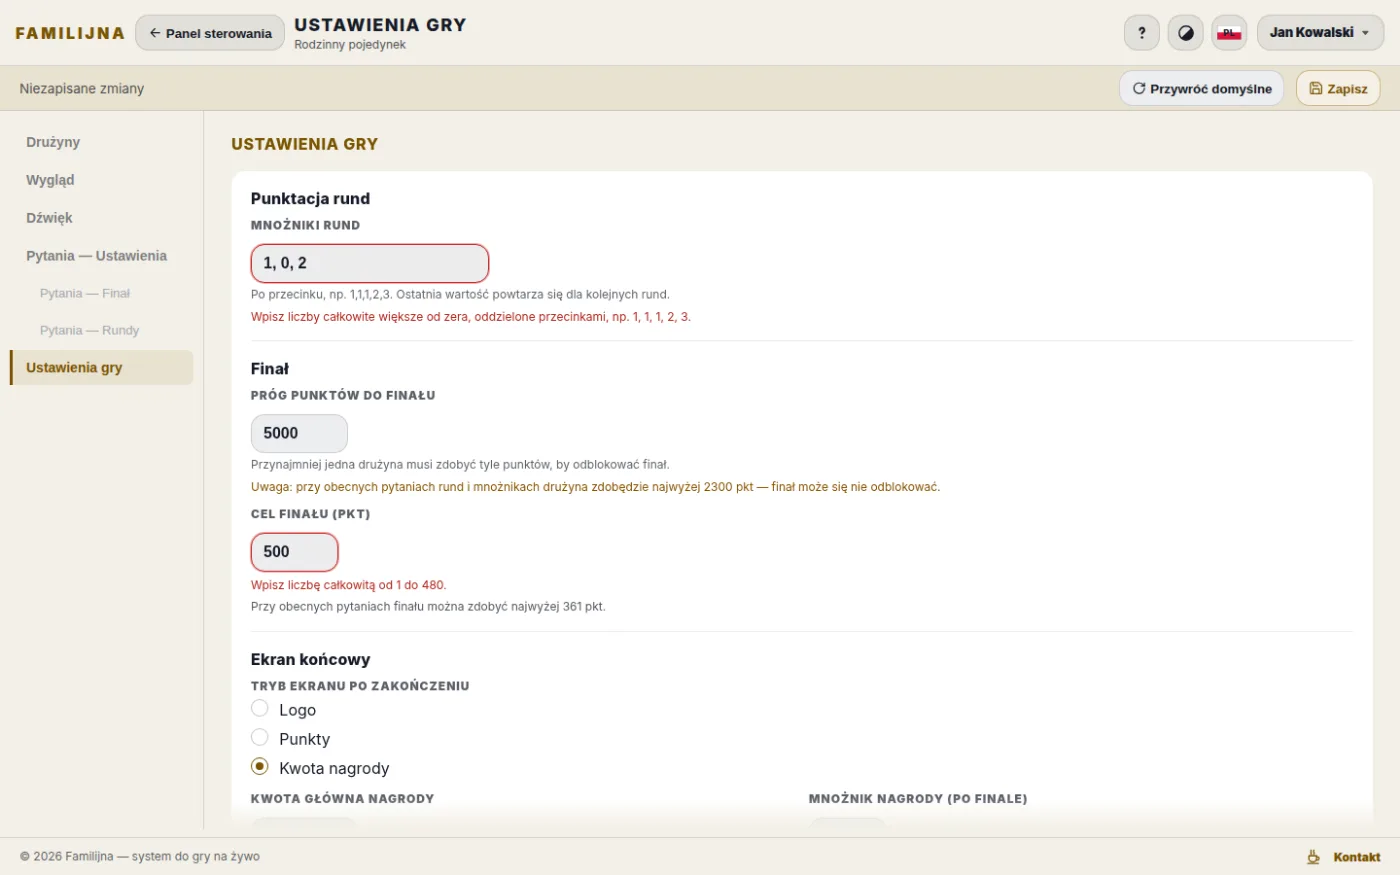 FAMILIJNA
← Panel sterowania
USTAWIENIA GRY
Rodzinny pojedynek
?
PL
Jan Kowalski
Niezapisane zmiany
Przywróć domyślne
Zapisz
Drużyny
Wygląd
Dźwięk
Pytania — Ustawienia
Pytania — Finał
Pytania — Rundy
Ustawienia gry
USTAWIENIA GRY
Punktacja rund
MNOŻNIKI RUND
1, 0, 2
Po przecinku, np. 1,1,1,2,3. Ostatnia wartość powtarza się dla kolejnych rund.
Wpisz liczby całkowite większe od zera, oddzielone przecinkami, np. 1, 1, 1, 2, 3.
Finał
PRÓG PUNKTÓW DO FINAŁU
5000
Przynajmniej jedna drużyna musi zdobyć tyle punktów, by odblokować finał.
Uwaga: przy obecnych pytaniach rund i mnożnikach drużyna zdobędzie najwyżej 2300 pkt — finał może się nie odblokować.
CEL FINAŁU (PKT)
500
Wpisz liczbę całkowitą od 1 do 480.
Przy obecnych pytaniach finału można zdobyć najwyżej 361 pkt.
Ekran końcowy
TRYB EKRANU PO ZAKOŃCZENIU
Logo
Punkty
Kwota nagrody
KWOTA GŁÓWNA NAGRODY
MNOŻNIK NAGRODY (PO FINALE)
© 2026 Familijna — system do gry na żywo
Kontakt